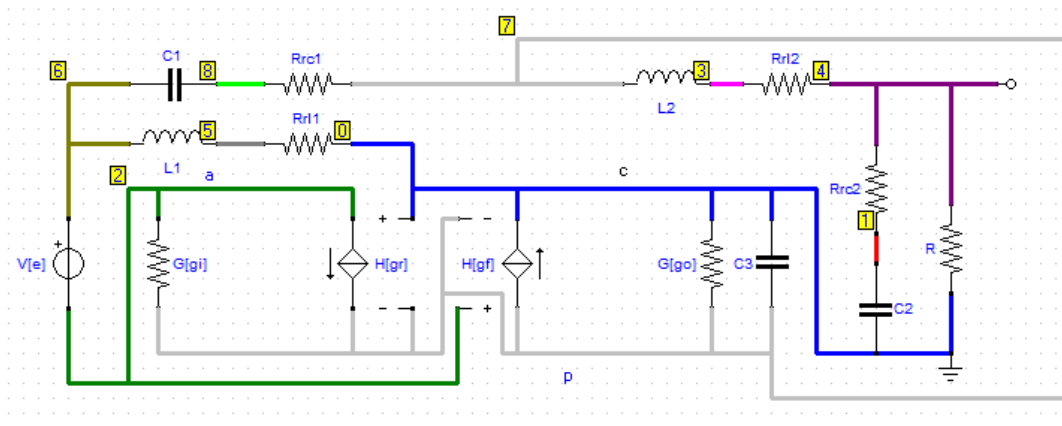 7
C1
Rrc1
6
8
3
Rrl2
4
L2
5
Rrl1
0
L1
a
2
c
Rrc2
1
+
-
+
V[e]
G[gi]
H[gr]
H[gf]
G[go]
C3
R
-
-
+
C2
p